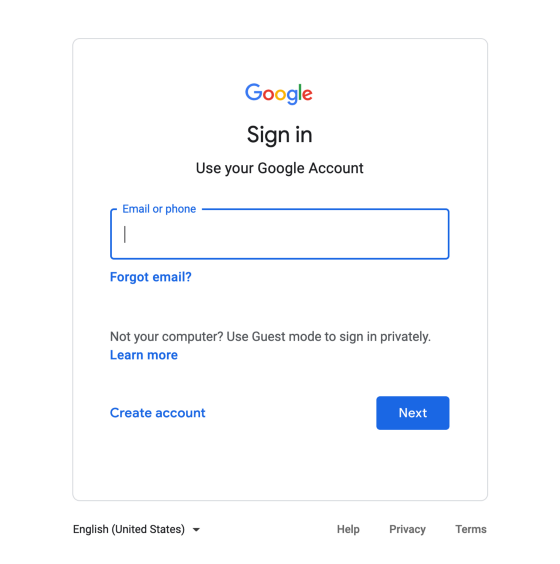 Google
Sign in
Use your Google Account
Email or phone
Forgot email?
Not your computer? Use Guest mode to sign in privately.
Learn more
Create account
Next
English (United States)
Help
Privacy
Terms